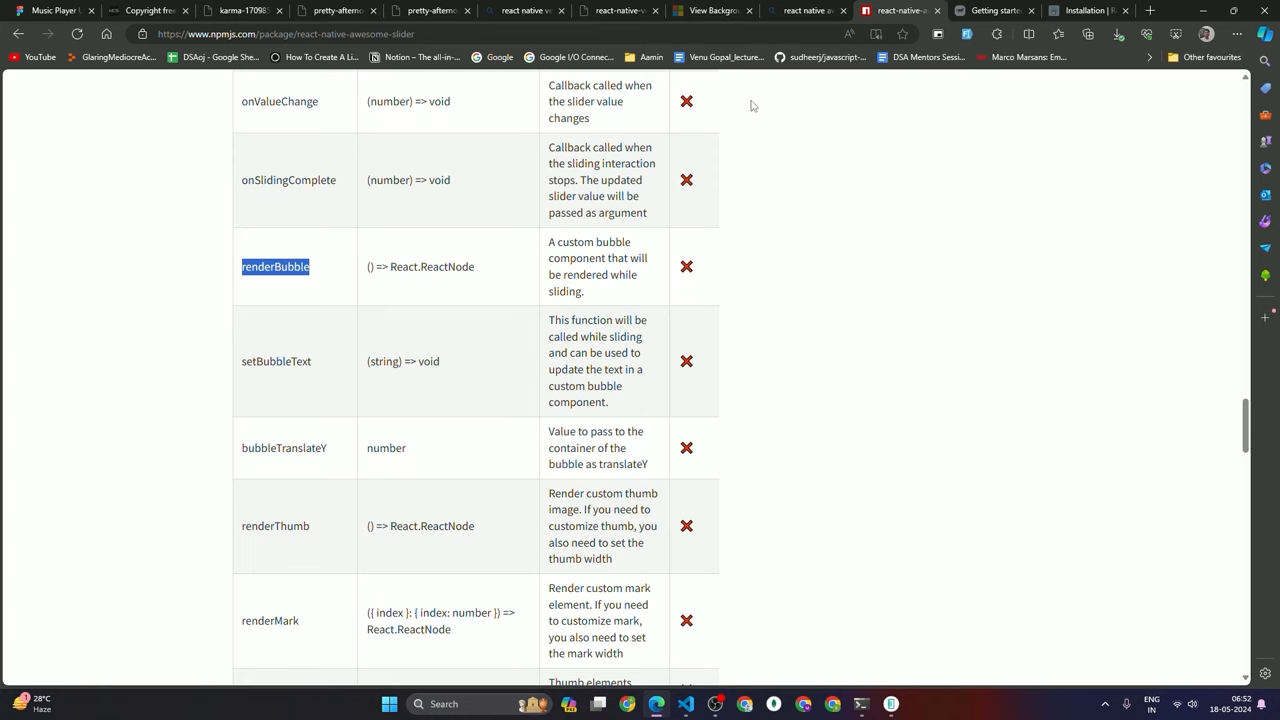 Music Player U
Copyright free
karma-170985
pretty-afterno
pretty-afterno
react native ve
react-native-v
View Backgrou
react native aw
react-native-a
Getting starte
Installation | R
https://www.npmjs.com/package/react-native-awesome-slider
YouTube
GlaringMediocreAc...
DSAoj - Google She...
How To Create A Li...
Notion – The all-in-...
Google
Google I/O Connec...
Aamin
Venu Gopal_lecture...
sudheerj/javascript-...
DSA Mentors Sessi...
Marco Marsans: Em...
Other favourites
onValueChange
(number) => void
Callback called when
the slider value
changes
onSlidingComplete
(number) => void
Callback called when
the sliding interaction
stops. The updated
slider value will be
passed as argument
renderBubble
() => React.ReactNode
A custom bubble
component that will
be rendered while
sliding.
setBubbleText
(string) => void
This function will be
called while sliding
and can be used to
update the text in a
custom bubble
component.
bubbleTranslateY
number
Value to pass to the
container of the
bubble as translateY
renderThumb
() => React.ReactNode
Render custom thumb
image. If you need to
customize thumb, you
also need to set the
thumb width
renderMark
({ index }: { index: number }) =>
React.ReactNode
Render custom mark
element. If you need
to customize mark,
you also need to set
the mark width
Thumb elements
28°C
Haze
Search
ENG
IN
06:52
18-05-2024